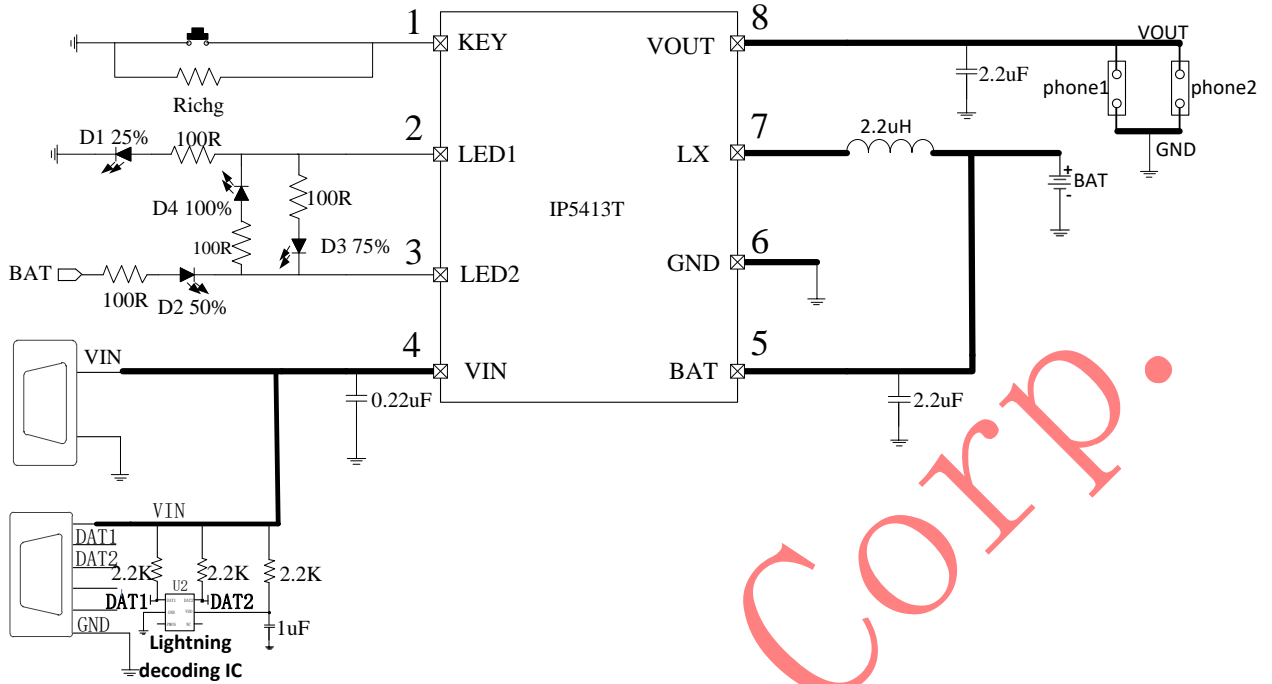 1
KEY
Richg
D1 25%
100R
2
LED1
D4 100%
100R
100R
D3 75%
BAT
100R
D2 50%
3
LED2
VIN
4
VIN
0.22uF
IP5413T
8
VOUT
VOUT
2.2uF
phone1
phone2
GND
7
LX
2.2uH
BAT
+
-
6
GND
5
BAT
2.2uF
VIN
DAT1
DAT2
GND
2.2K
2.2K
2.2K
U2
DAT1
DAT2
1uF
Lightning
decoding IC
Corp.